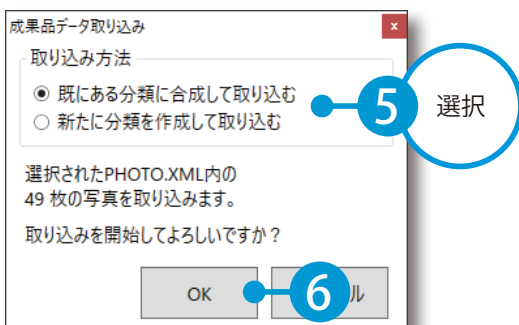 成果品データ取り込み
x
取り込み方法
既にある分類に合成して取り込む
新たに分類を作成して取り込む
5
選択
選択されたPHOTO.XML内の
49 枚の写真を取り込みます。
取り込みを開始してよろしいですか？
OK
6
ル